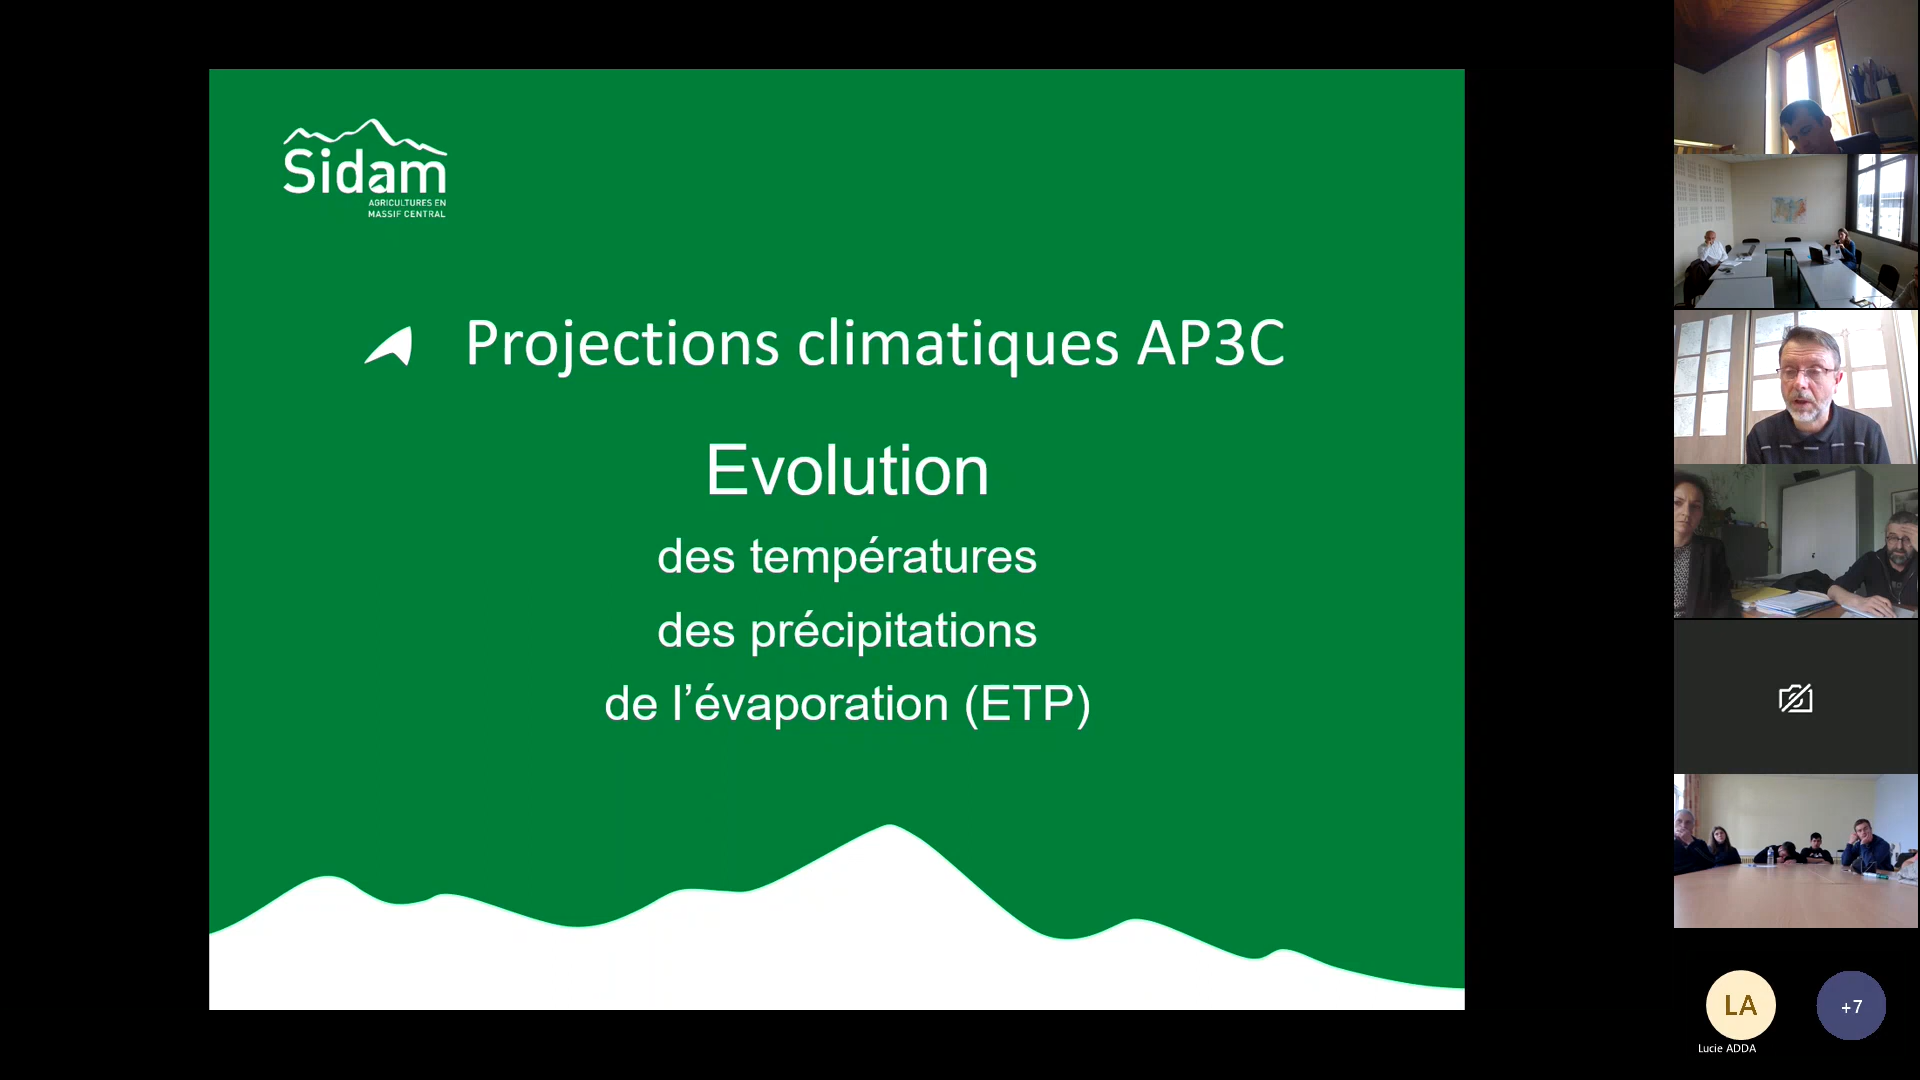 Sidam
AGRICULTURES EN
MASSIF CENTRAL
Projections climatiques AP3C
Evolution
des températures
des précipitations
de l’évaporation (ETP)
LA
+7
Lucie ADDA